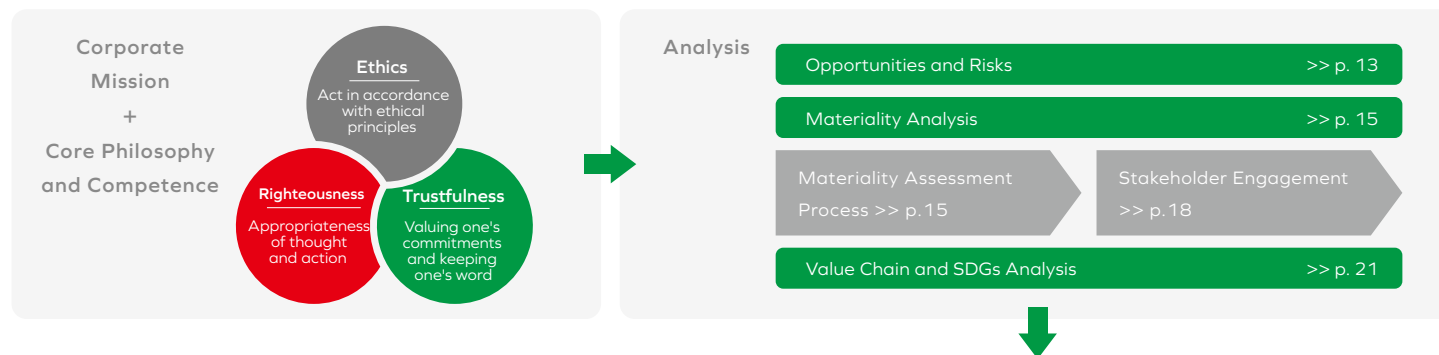 Corporate
Mission
+
Core Philosophy
and Competence
Ethics
Act in accordance
with ethical
principles
Righteousness
Appropriateness
of thought
and action
Trustfulness
Valuing one's
commitments
and keeping
one's word
Analysis
Opportunities and Risks >> p. 13
Materiality Analysis >> p. 15
Materiality Assessment
Process >> p.15
Stakeholder Engagement
>> p.18
Value Chain and SDGs Analysis >> p. 21